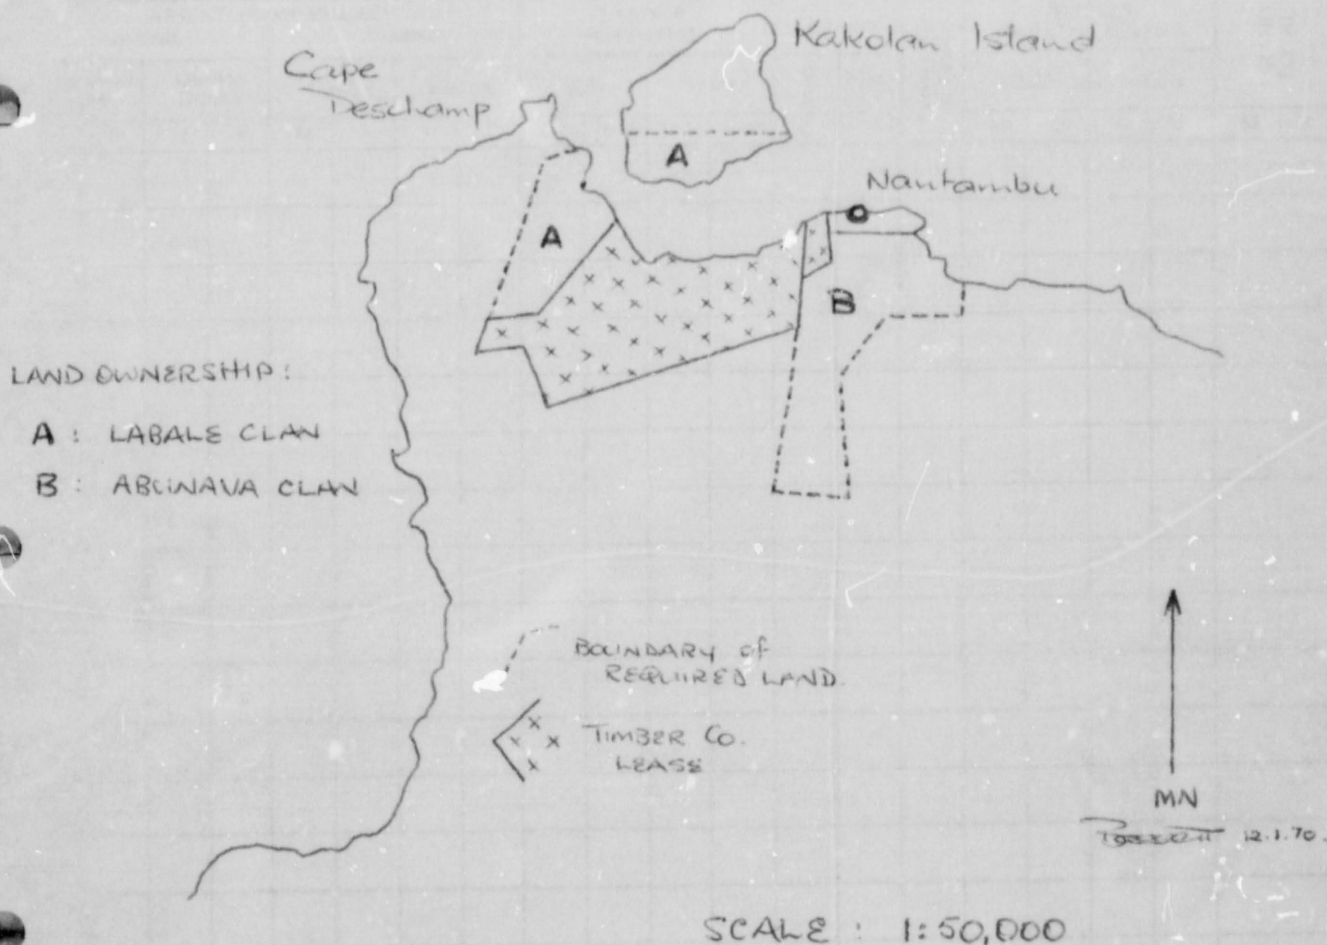 Kakolan Island
Cape
Deschamp
A
Nantambu
A
B
LAND OWNERSHIP:
A : LABALE CLAN
B : ABUNAVA CLAN
BOUNDARY of
REQUIRED LAND.
TIMBER Co.
LEASE
MN
12.1.70.
SCALE : 1:50,000